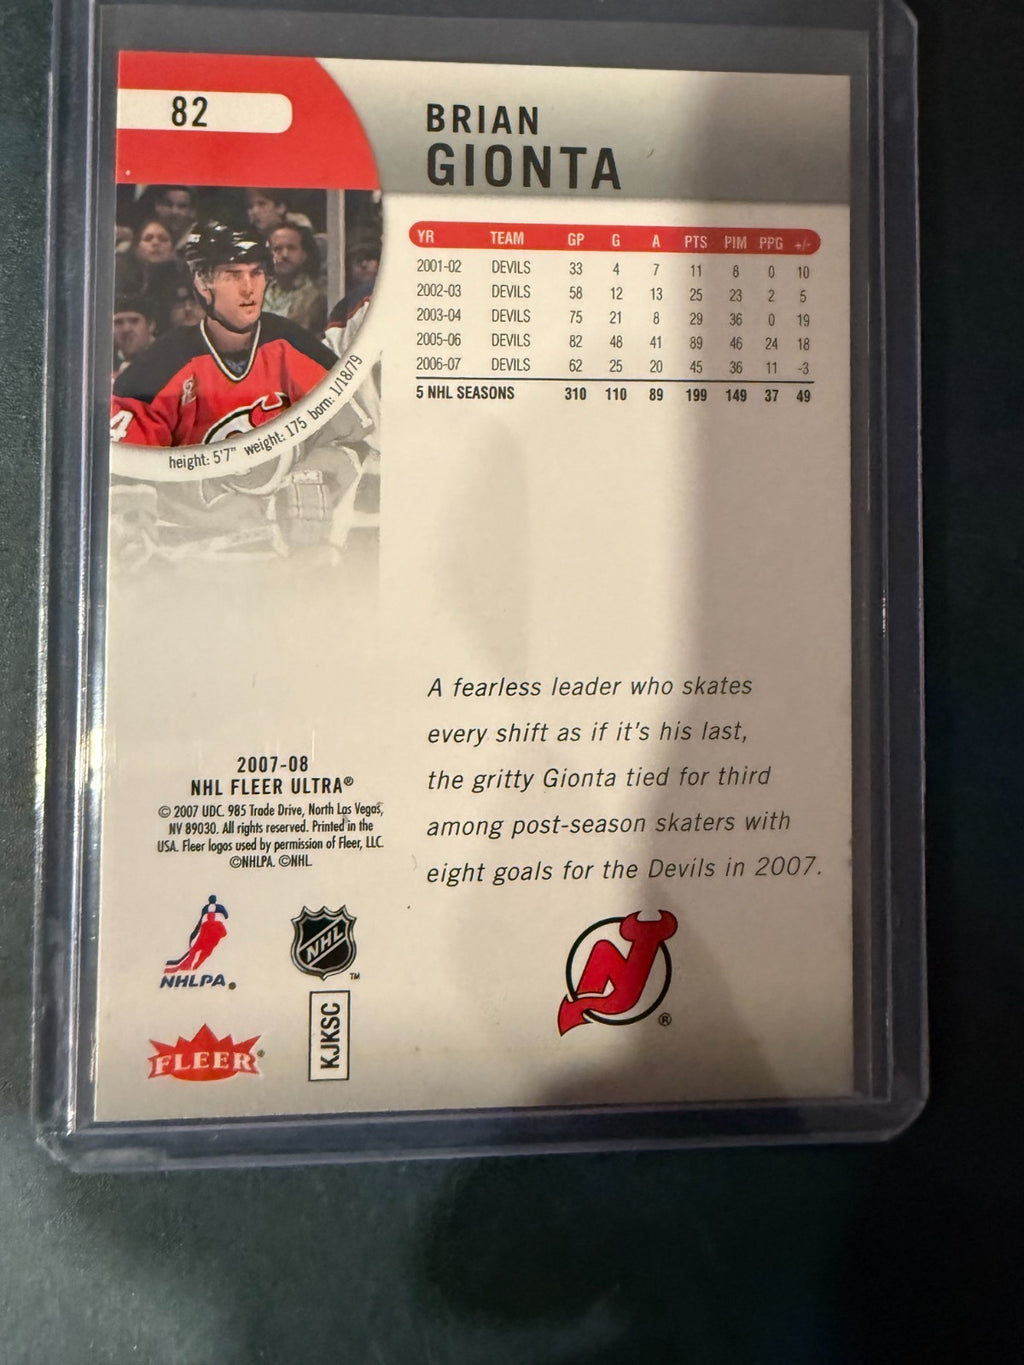 82
BRIAN
GIONTA
YR TEAM GP G A PTS PIM PPG +/-
2001-02 DEVILS 33 4 7 11 8 0 10
2002-03 DEVILS 58 12 13 25 23 2 5
2003-04 DEVILS 75 21 8 29 36 0 19
2005-06 DEVILS 82 48 41 89 46 24 18
2006-07 DEVILS 62 25 20 45 36 11 -3
5 NHL SEASONS 310 110 89 199 149 37 49
4
height: 5'7" weight: 175 born: 1/18/79
A fearless leader who skates
every shift as if it's his last,
the gritty Gionta tied for third
among post-season skaters with
eight goals for the Devils in 2007.
2007-08
NHL FLEER ULTRA®
© 2007 UDC. 985 Trade Drive, North Las Vegas,
NV 89030. All rights reserved. Printed in the
USA. Fleer logos used by permission of Fleer, LLC.
©NHLPA. ©NHL.
NHLPA.®
NHL TM
FLEER®
KJKSC
NJ ®